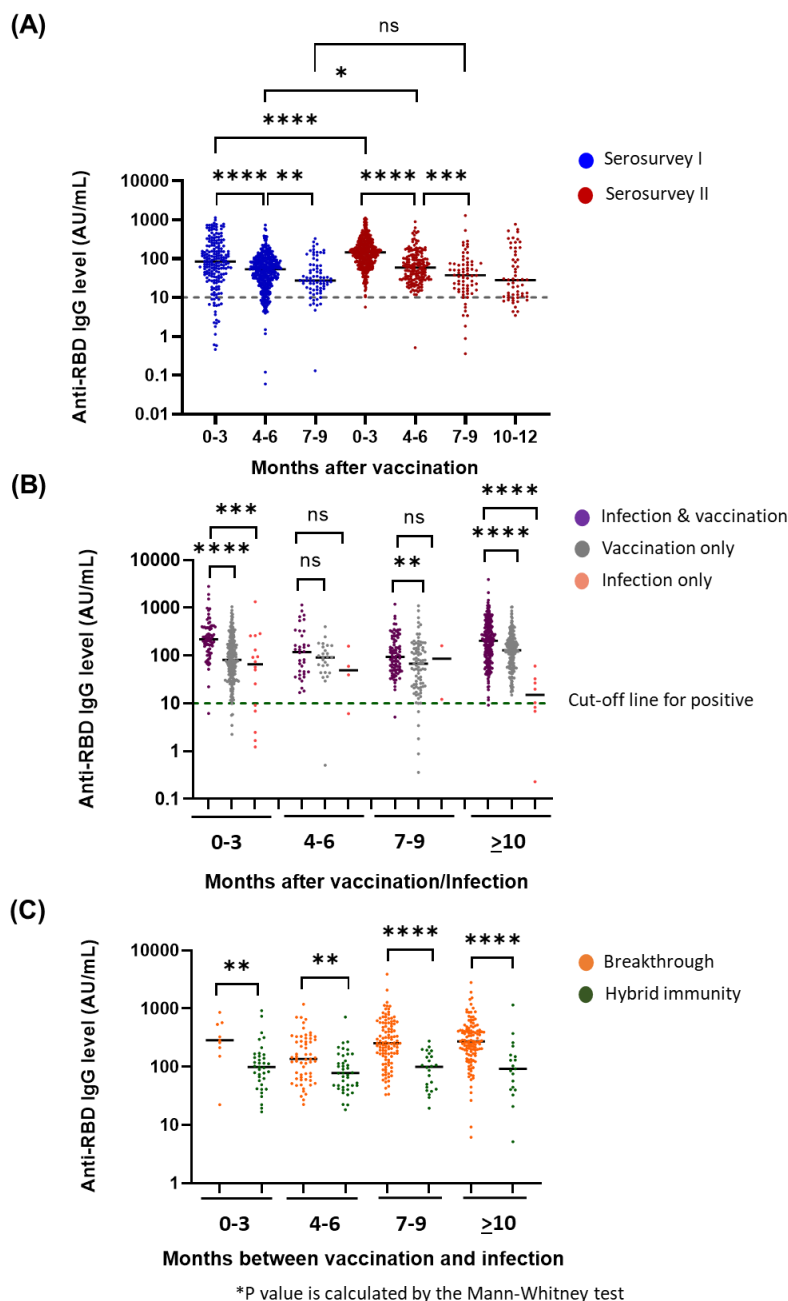 (A)
ns
*
****
**** ** **** ***
Anti-RBD IgG level (AU/mL)
10000
1000
100
10
1
0.1
0.01
0-3 4-6 7-9 0-3 4-6 7-9 10-12
Months after vaccination
Serosurvey I
Serosurvey II
(B)
*** ns ns ****
**** ns ** ****
Anti-RBD IgG level (AU/mL)
10000
1000
100
10
1
0.1
0-3 4-6 7-9 ≥10
Months after vaccination/Infection
Infection & vaccination
Vaccination only
Infection only
Cut-off line for positive
(C)
** ** **** ****
Anti-RBD IgG level (AU/mL)
10000
1000
100
10
1
0-3 4-6 7-9 ≥10
Months between vaccination and infection
Breakthrough
Hybrid immunity
*P value is calculated by the Mann-Whitney test